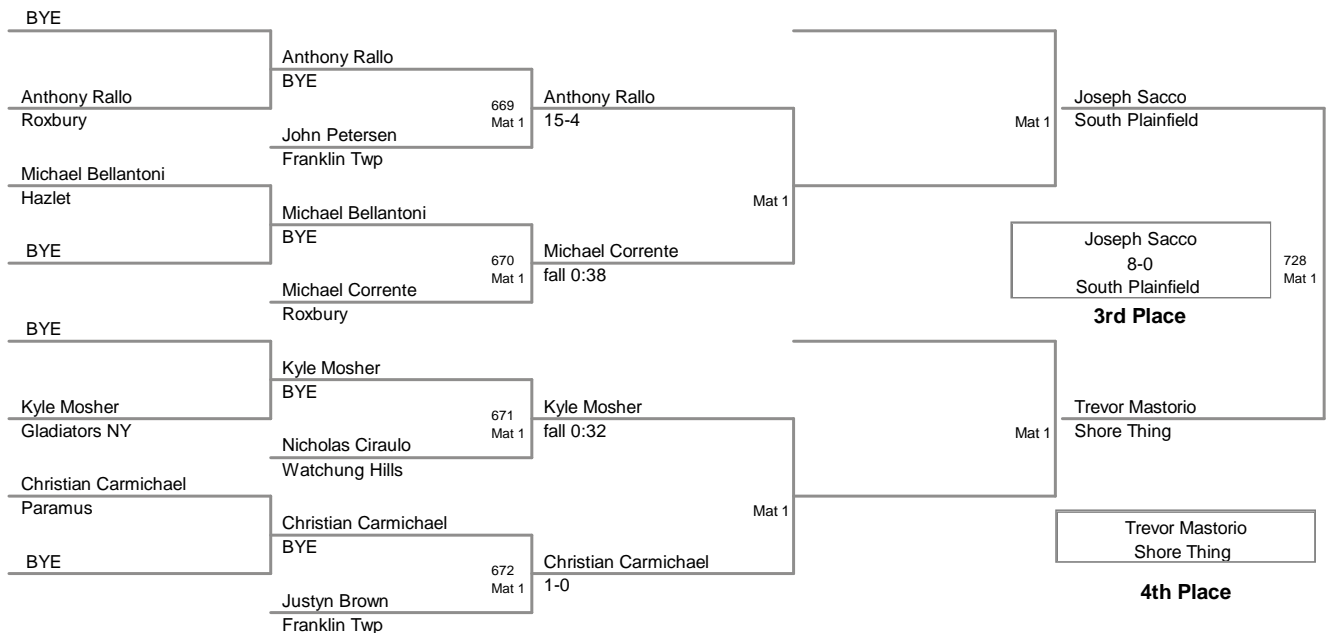 BYE
Anthony Rallo
BYE
Anthony Rallo
Roxbury
669
Mat 1
Anthony Rallo
15-4
Mat 1
Joseph Sacco
South Plainfield
John Petersen
Franklin Twp
Michael Bellantoni
Hazlet
Mat 1
Michael Bellantoni
BYE
BYE
670
Mat 1
Michael Corrente
fall 0:38
Joseph Sacco
8-0
South Plainfield
728
Mat 1
Michael Corrente
Roxbury
3rd Place
BYE
Kyle Mosher
BYE
Kyle Mosher
Gladiators NY
671
Mat 1
Kyle Mosher
fall 0:32
Mat 1
Trevor Mastorio
Shore Thing
Nicholas Ciraulo
Watchung Hills
Christian Carmichael
Paramus
Mat 1
Christian Carmichael
BYE
Trevor Mastorio
Shore Thing
BYE
672
Mat 1
Christian Carmichael
1-0
4th Place
Justyn Brown
Franklin Twp